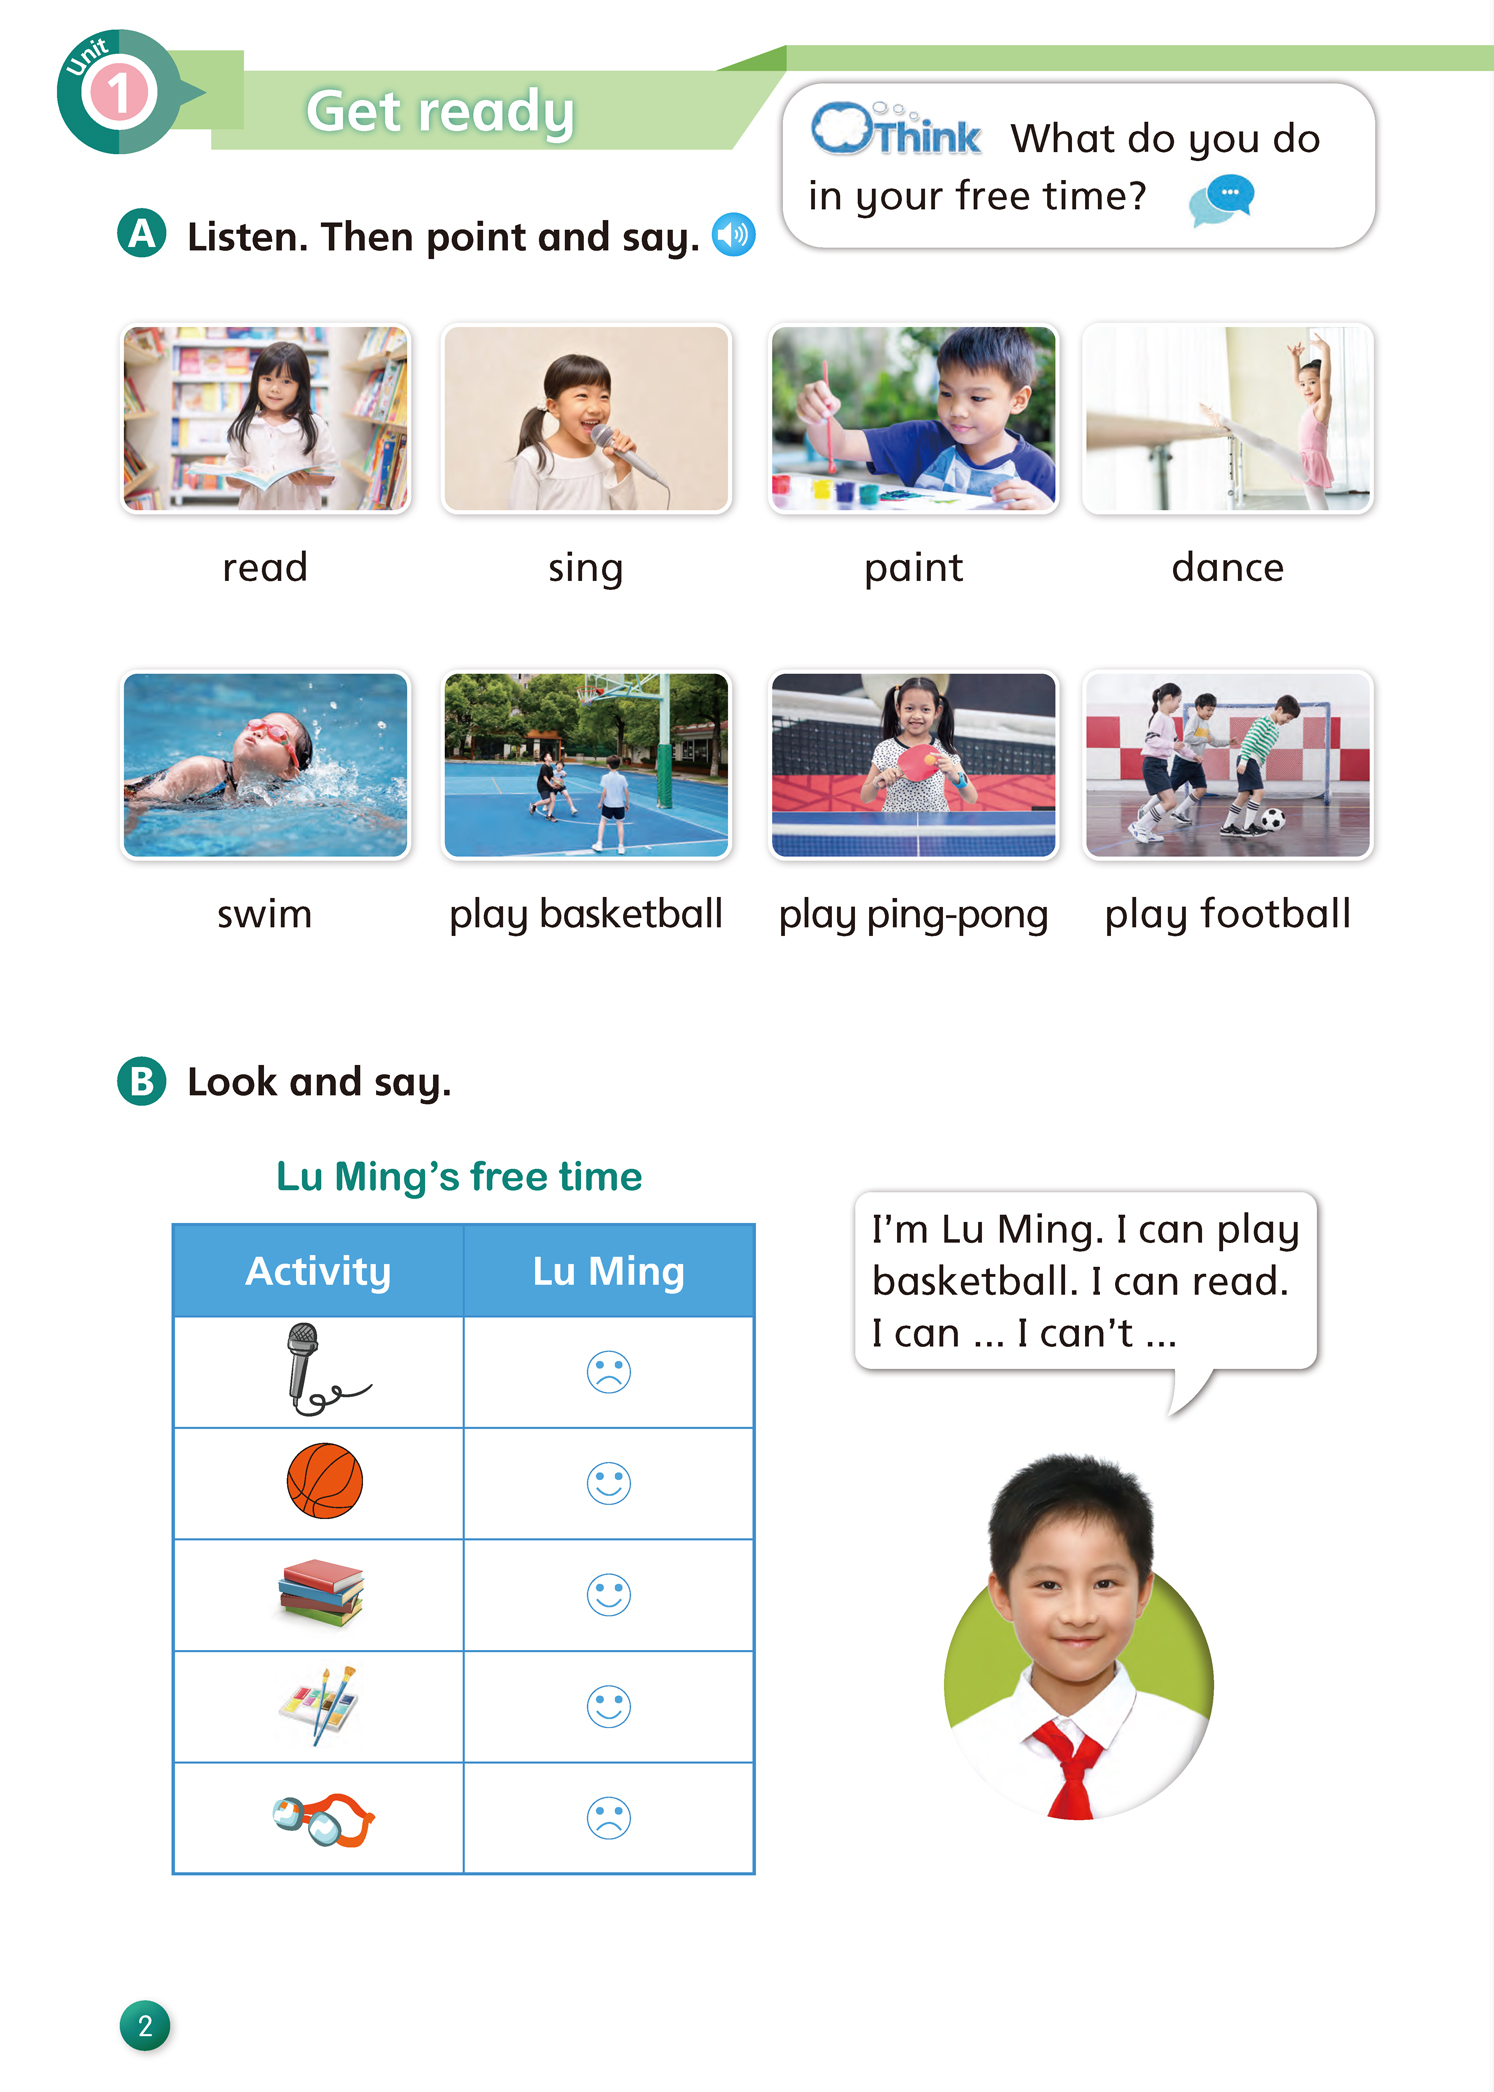 Unit
1
Get ready
Think What do you do
in your free time?
A Listen. Then point and say.
read
sing
paint
dance
swim
play basketball
play ping-pong
play football
B Look and say.
Lu Ming's free time
Activity
Lu Ming
I'm Lu Ming. I can play
basketball. I can read.
I can ... I can't ...
2